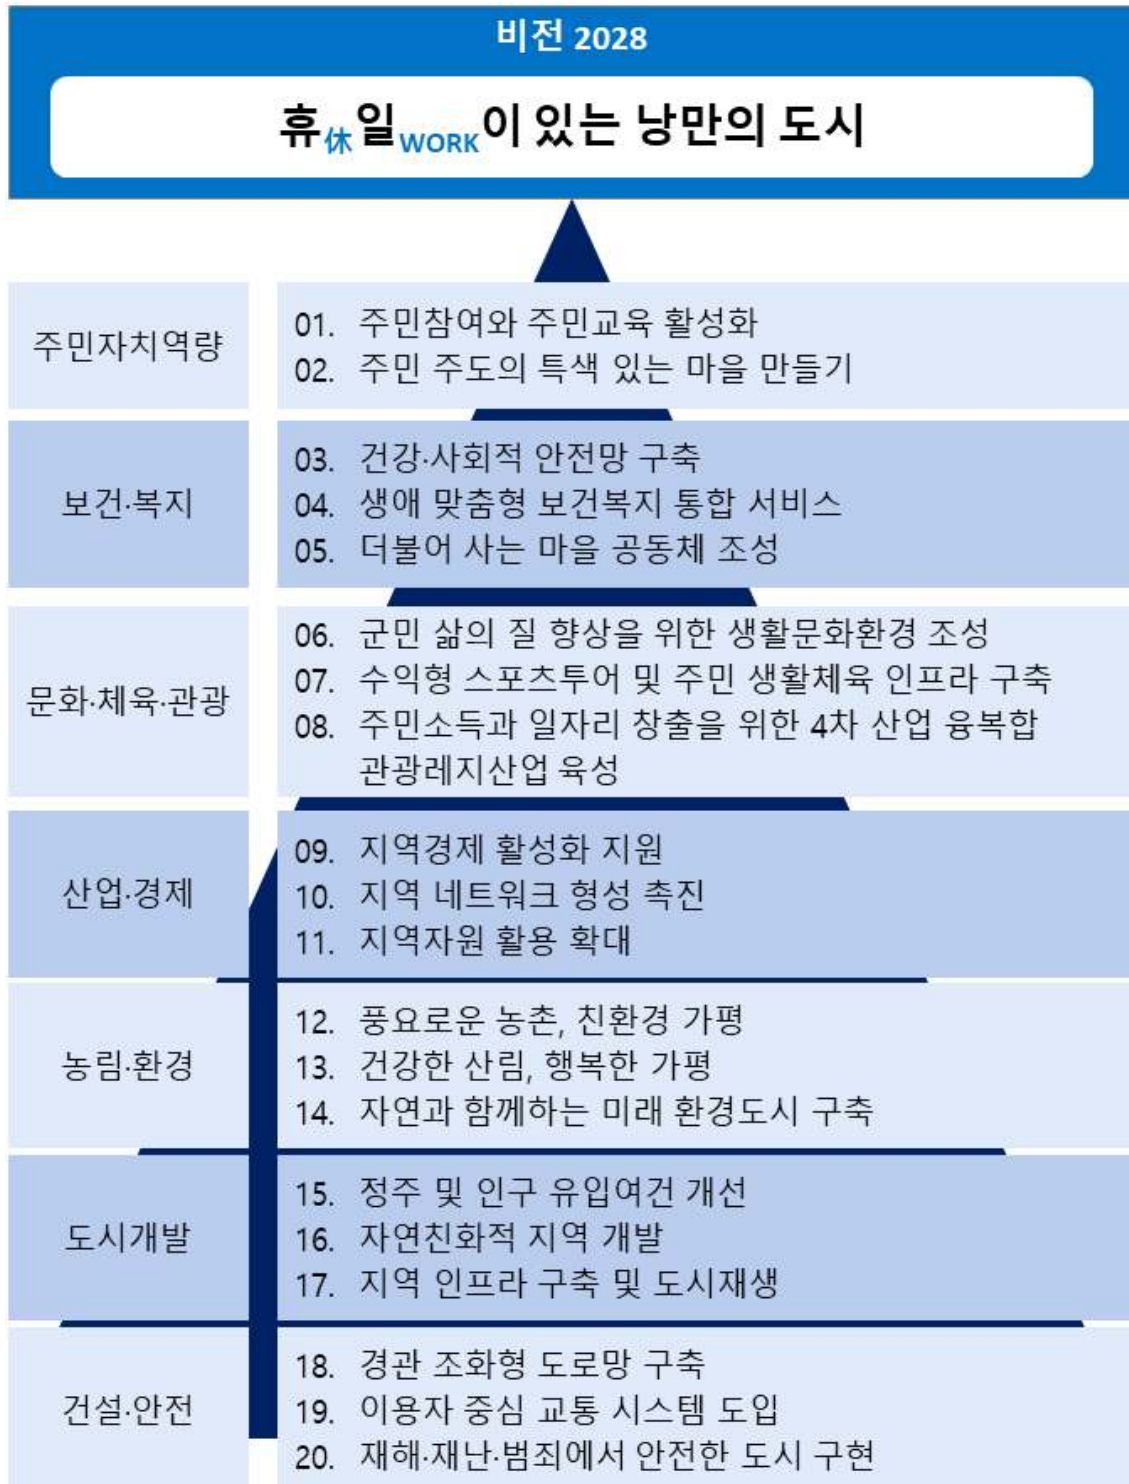 비전 2028
휴休일WORK이 있는 낭만의 도시
주민자치역량
01. 주민참여와 주민교육 활성화
02. 주민 주도의 특색 있는 마을 만들기
보건·복지
03. 건강·사회적 안전망 구축
04. 생애 맞춤형 보건복지 통합 서비스
05. 더불어 사는 마을 공동체 조성
문화·체육·관광
06. 군민 삶의 질 향상을 위한 생활문화환경 조성
07. 수익형 스포츠투어 및 주민 생활체육 인프라 구축
08. 주민소득과 일자리 창출을 위한 4차 산업 융복합
관광레지산업 육성
산업·경제
09. 지역경제 활성화 지원
10. 지역 네트워크 형성 촉진
11. 지역자원 활용 확대
농림·환경
12. 풍요로운 농촌, 친환경 가평
13. 건강한 산림, 행복한 가평
14. 자연과 함께하는 미래 환경도시 구축
도시개발
15. 정주 및 인구 유입여건 개선
16. 자연친화적 지역 개발
17. 지역 인프라 구축 및 도시재생
건설·안전
18. 경관 조화형 도로망 구축
19. 이용자 중심 교통 시스템 도입
20. 재해·재난·범죄에서 안전한 도시 구현